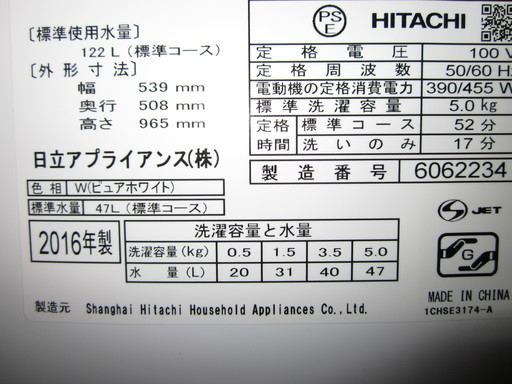 〔標準使用水量〕
122 L (標準コース)
〔外形寸法〕
幅 539 mm
奥行 508 mm
高さ 965 mm
日立アプライアンス(株)
色相 W(ピュアホワイト)
標準水量 47L (標準コース)
2016年製
PS
E
HITACHI
定格電圧 100 V
定格周波数 50/60 Hz
電動機の定格消費電力 390/455 W
標準洗濯容量 5.0 kg
定格時間 標準コース 52 分
洗いのみ 17 分
製造番号 6062234
S JET
洗濯容量と水量
洗濯容量(kg) 0.5 1.5 3.5 5.0
水量 (L) 20 31 40 47
G
MADE IN CHINA
1CHSE3174-A
製造元 Shanghai Hitachi Household Appliances Co.,Ltd.